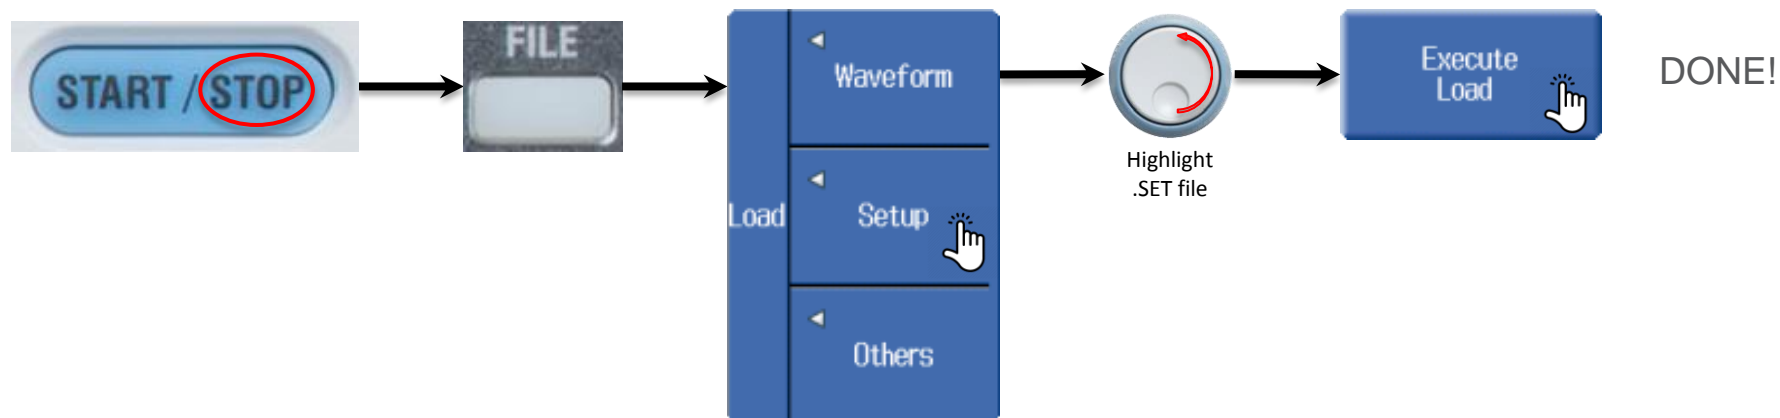 START / STOP
FILE
Load
Waveform
Setup
Others
Highlight
.SET file
Execute
Load
DONE!